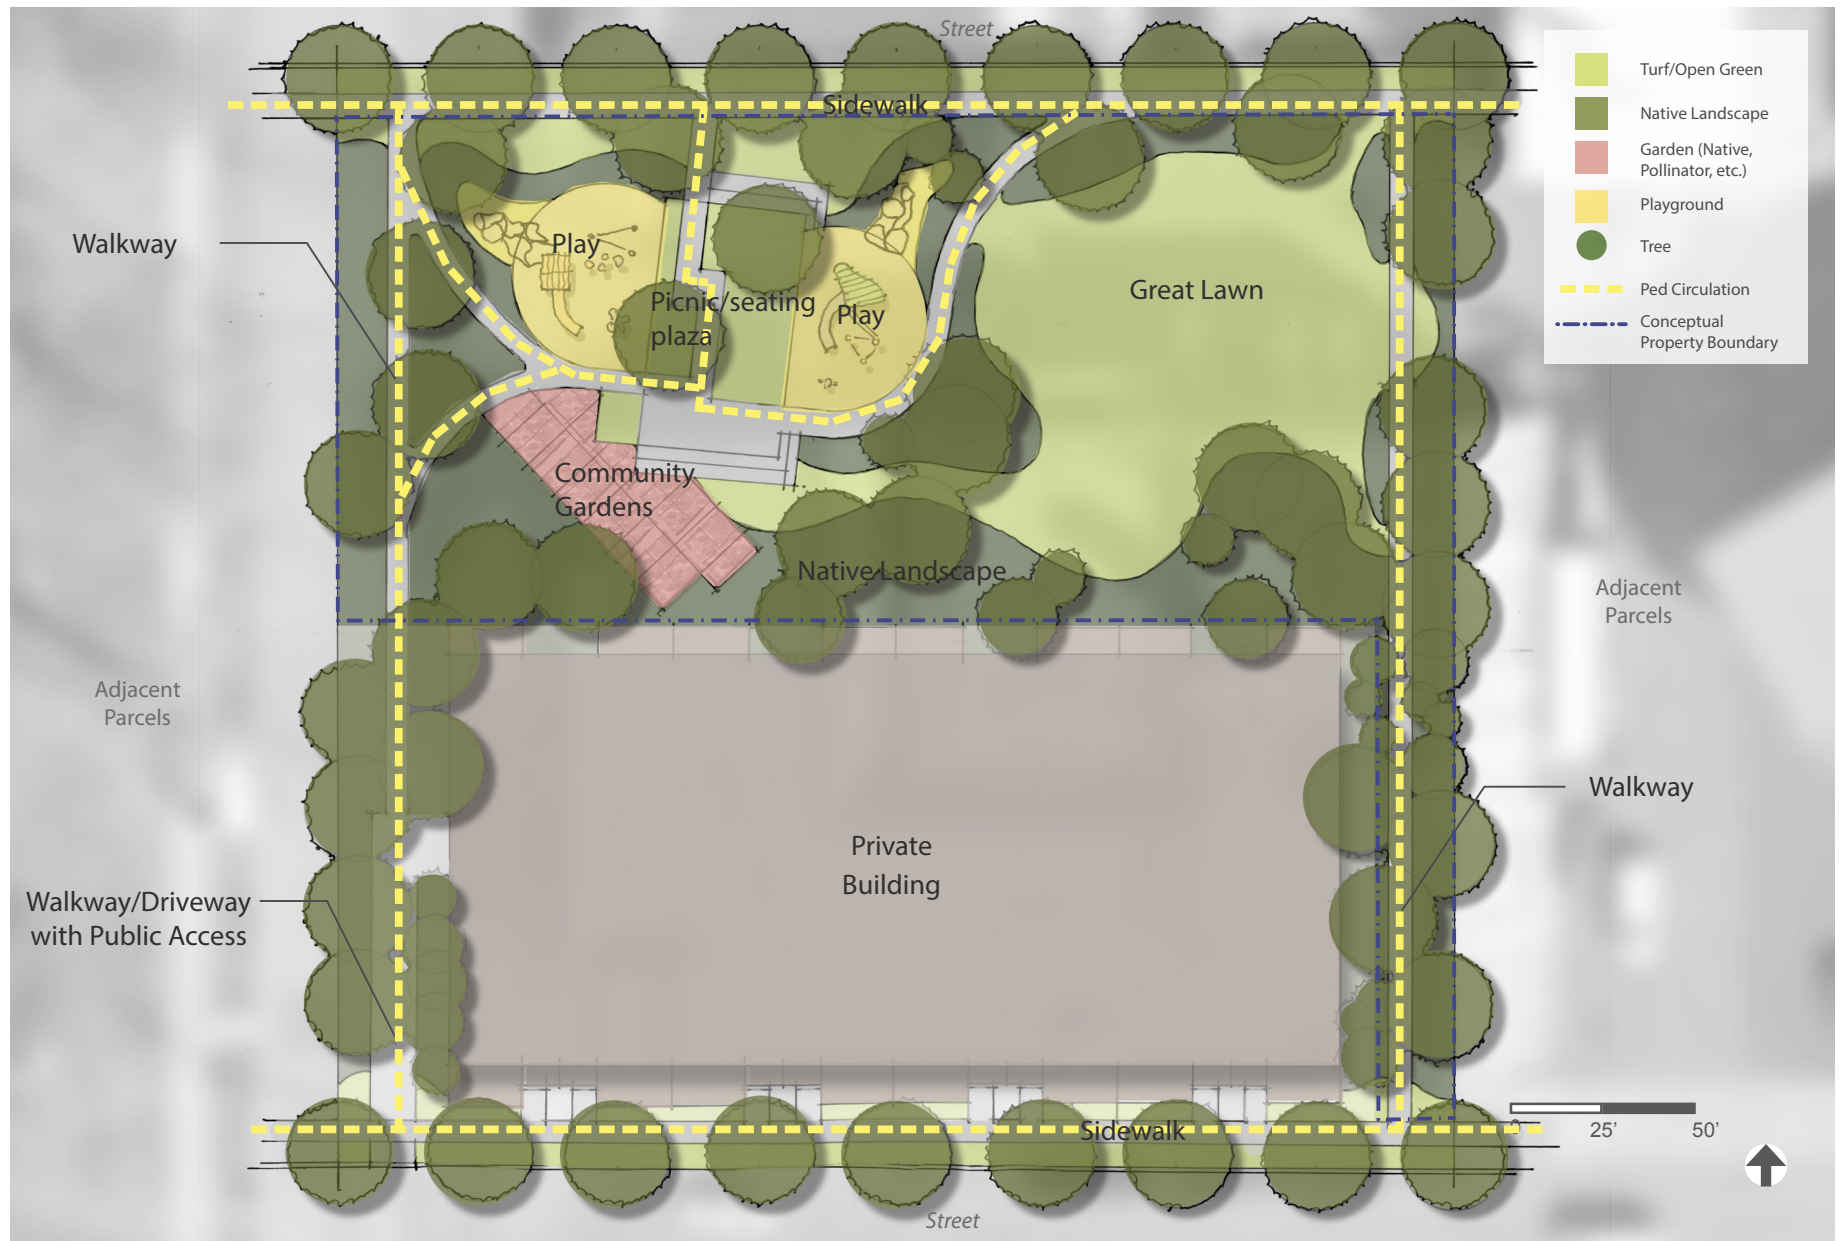 Street
Sidewalk
Turf/Open Green
Native Landscape
Garden (Native,
Pollinator, etc.)
Playground
Tree
Ped Circulation
Conceptual
Property Boundary
Walkway
Play
Picnic/seating
plaza
Play
Great Lawn
Community
Gardens
Native Landscape
Adjacent
Parcels
Adjacent
Parcels
Private
Building
Walkway
Walkway/Driveway
with Public Access
Sidewalk
0 25’ 50’
Street